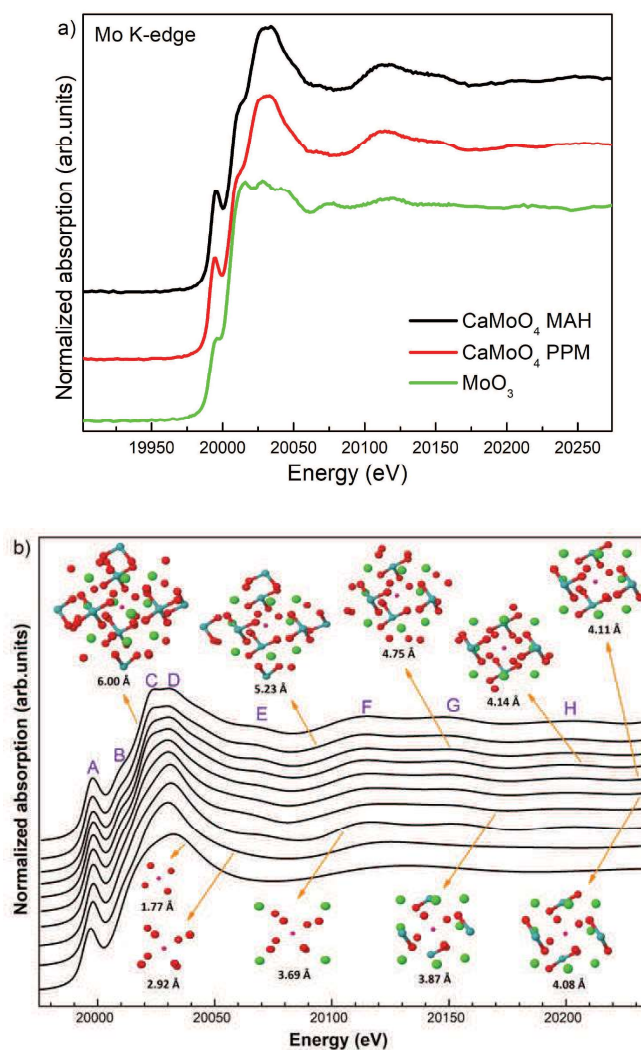 a)
Mo K-edge
Normalized absorption (arb.units)
CaMoO₄ MAH
CaMoO₄ PPM
MoO₃
19950 20000 20050 20100 20150 20200 20250
Energy (eV)
b)
6.00 Å
5.23 Å
4.75 Å
4.14 Å
4.11 Å
A B C D E F G H
Normalized absorption (arb.units)
1.77 Å
2.92 Å
3.69 Å
3.87 Å
4.08 Å
20000 20050 20100 20150 20200
Energy (eV)